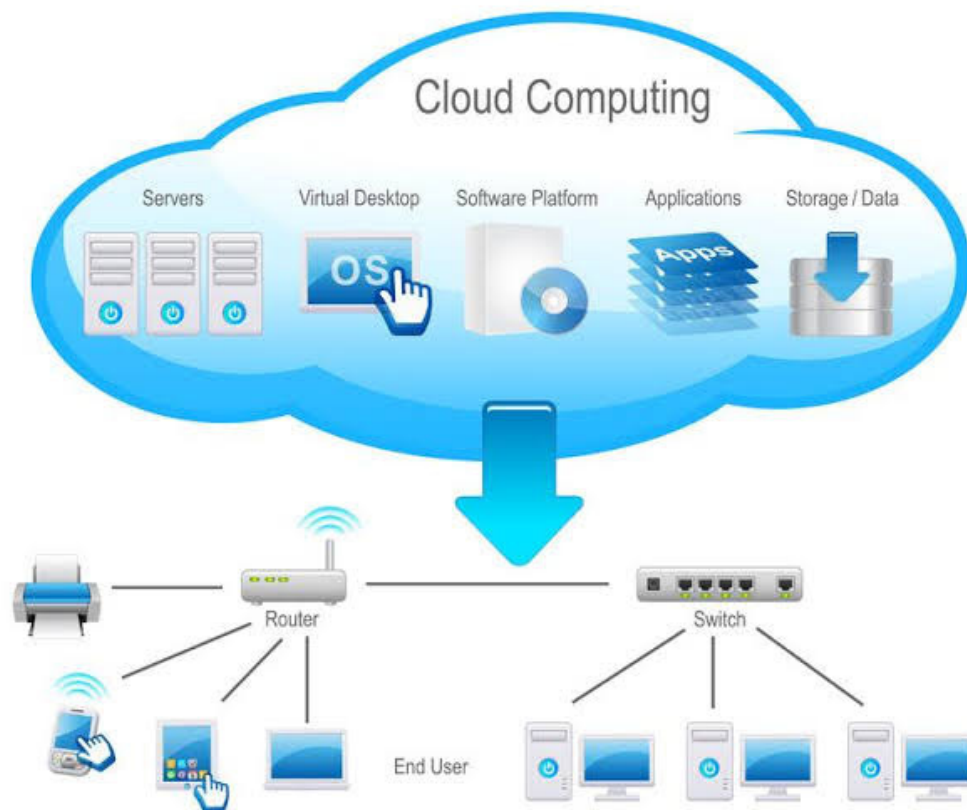 Cloud Computing
Servers
Virtual Desktop
Software Platform
Applications
Storage / Data
OS
Apps
Router
Switch
End User